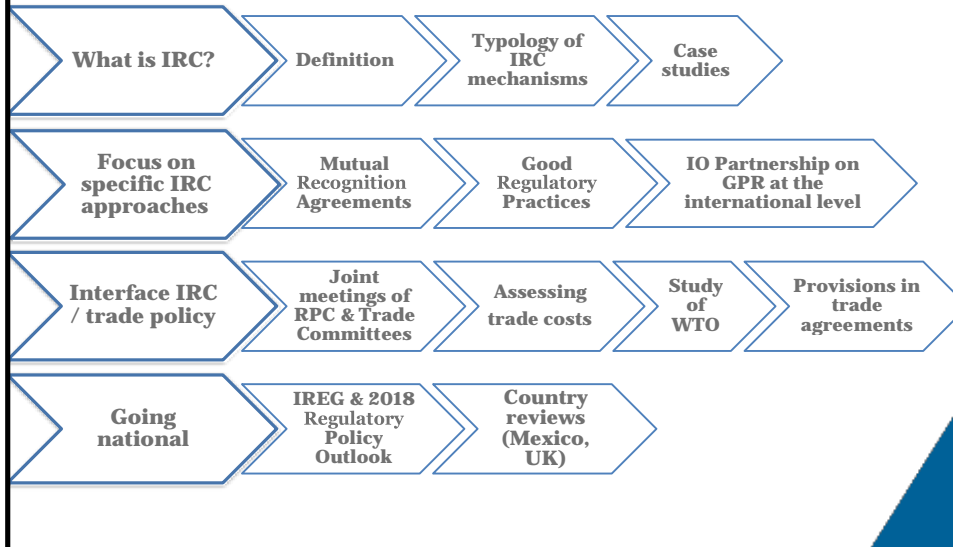 What is IRC?
Definition
Typology of
IRC
mechanisms
Case
studies
Focus on
specific IRC
approaches
Mutual
Recognition
Agreements
Good
Regulatory
Practices
IO Partnership on
GPR at the
international level
Interface IRC
/ trade policy
Joint
meetings of
RPC & Trade
Committees
Assessing
trade costs
Study
of
WTO
Provisions in
trade
agreements
Going
national
IREG & 2018
Regulatory
Policy
Outlook
Country
reviews
(Mexico,
UK)